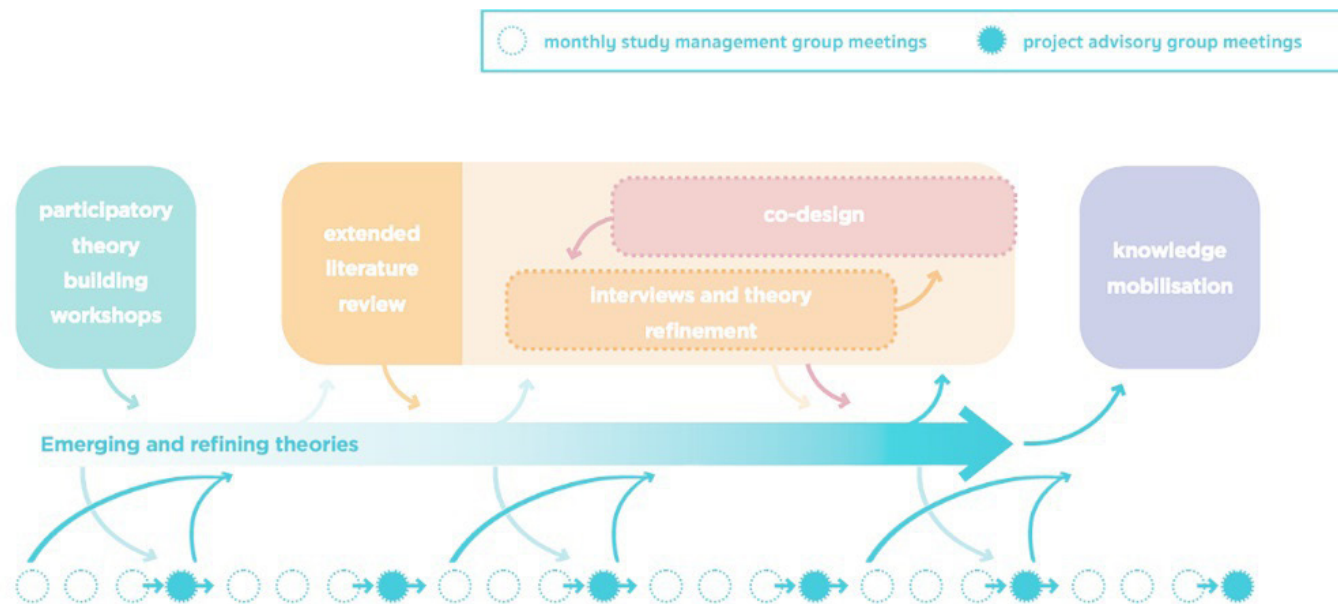 monthly study management group meetings
project advisory group meetings
participatory
theory
building
workshops
extended
literature
review
co-design
interviews and theory
refinement
knowledge
mobilisation
Emerging and refining theories